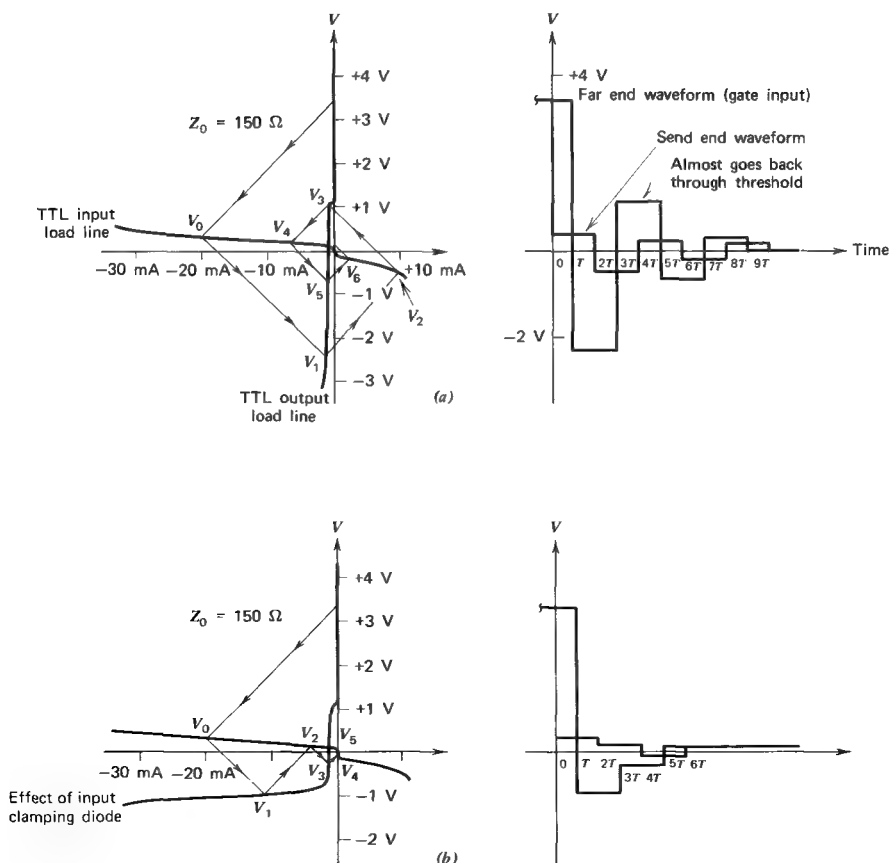 V
+4 V
Z₀ = 150 Ω
+3 V
+2 V
V₃
+1 V
TTL input
load line
V₀
V₄
−30 mA
−20 mA
−10 mA
+10 mA
V₆
V₅
−1 V
V₂
−2 V
V₁
−3 V
TTL output
load line
(a)
V
+4 V
Far end waveform (gate input)
Send end waveform
Almost goes back
through threshold
Time
0 T 2T 3T 4T 5T 6T 7T 8T 9T
−2 V
V
+4 V
Z₀ = 150 Ω
+3 V
+2 V
+1 V
V₀
V₂
V₅
−30 mA
−20 mA
V₃
V₄
Effect of input
clamping diode
V₁
−1 V
−2 V
(b)
V
0 T 2T 3T 4T 5T 6T